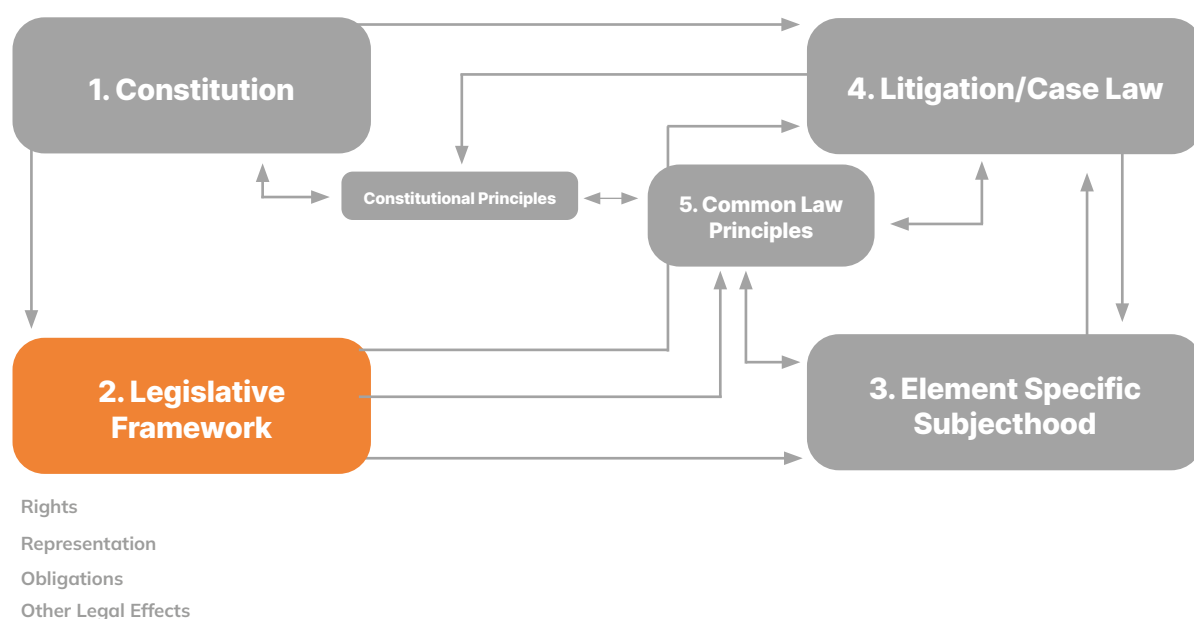 1. Constitution
4. Litigation/Case Law
Constitutional Principles
5. Common Law
Principles
2. Legislative
Framework
3. Element Specific
Subjecthood
Rights
Representation
Obligations
Other Legal Effects